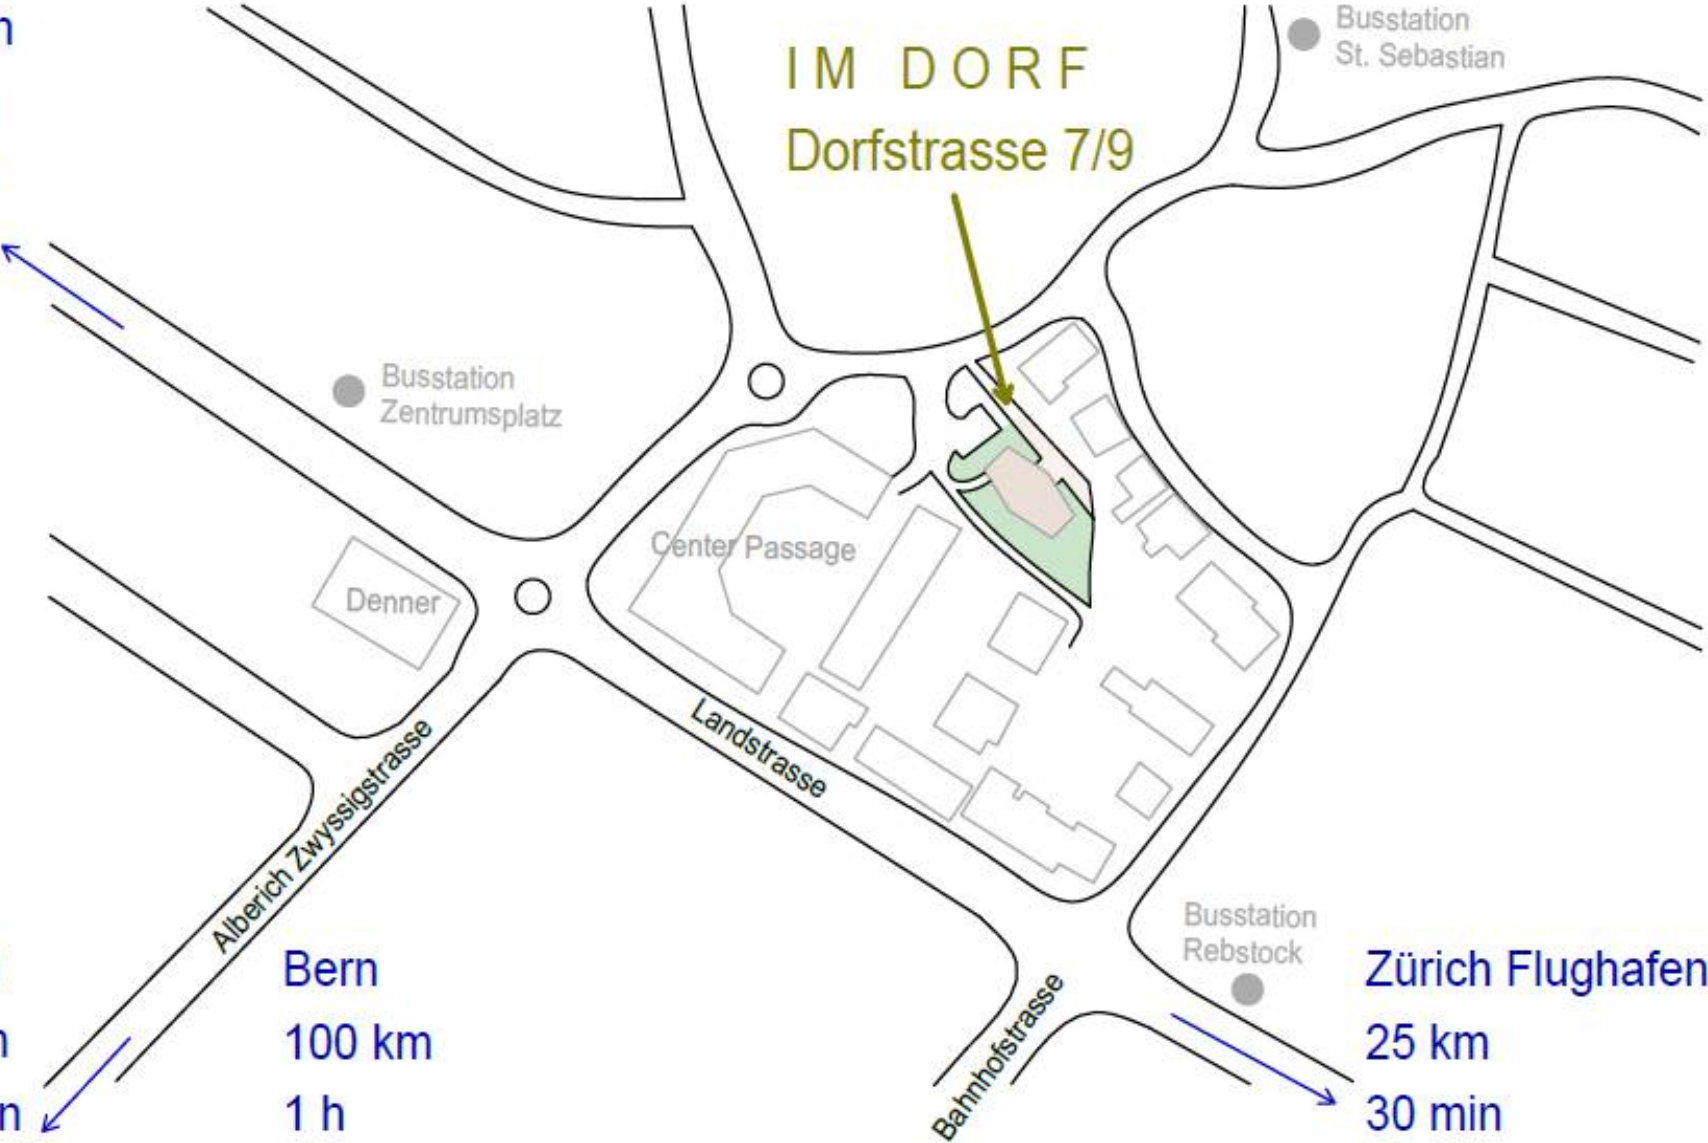 Busstation
St. Sebastian
IM DORF
Dorfstrasse 7/9
Busstation
Zentrumsplatz
Center Passage
Denner
Landstrasse
Alberich Zwyssigstrasse
Busstation
Rebstock
Bahnhofstrasse
Bern
100 km
1 h
Zürich Flughafen
25 km
30 min